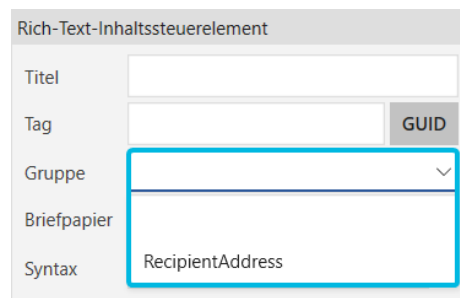 Rich-Text-Inhaltssteuerelement
Titel
Tag GUID
Gruppe
Briefpapier
Syntax RecipientAddress